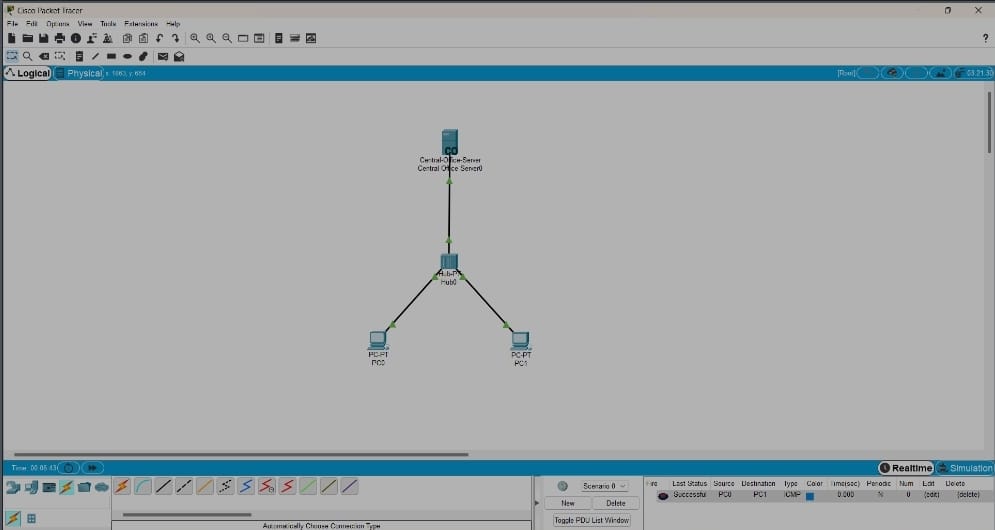 Cisco Packet Tracer
File Edit Options View Tools Extensions Help
?
Logical Physical x: 1863, y: 684 [Root] 03:21:30
CO
Central-Office-Server
Central Office Server0
Hub-PT
Hub0
PC-PT
PC0
PC-PT
PC1
Time: 00:05:43 Realtime Simulation
Scenario 0
New Delete
Toggle PDU List Window
Fire Last Status Source Destination Type Color Time(sec) Periodic Num Edit Delete
Successful PC0 PC1 ICMP 0.000 N 0 (edit) (delete)
Automatically Choose Connection Type